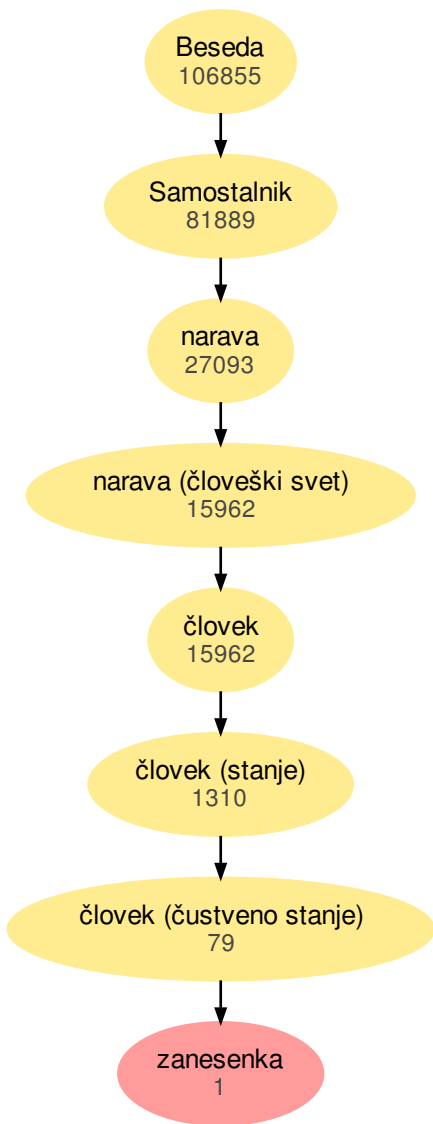 Beseda
106855
Samostalnik
81889
narava
27093
narava (človeški svet)
15962
človek
15962
človek (stanje)
1310
človek (čustveno stanje)
79
zanesenka
1